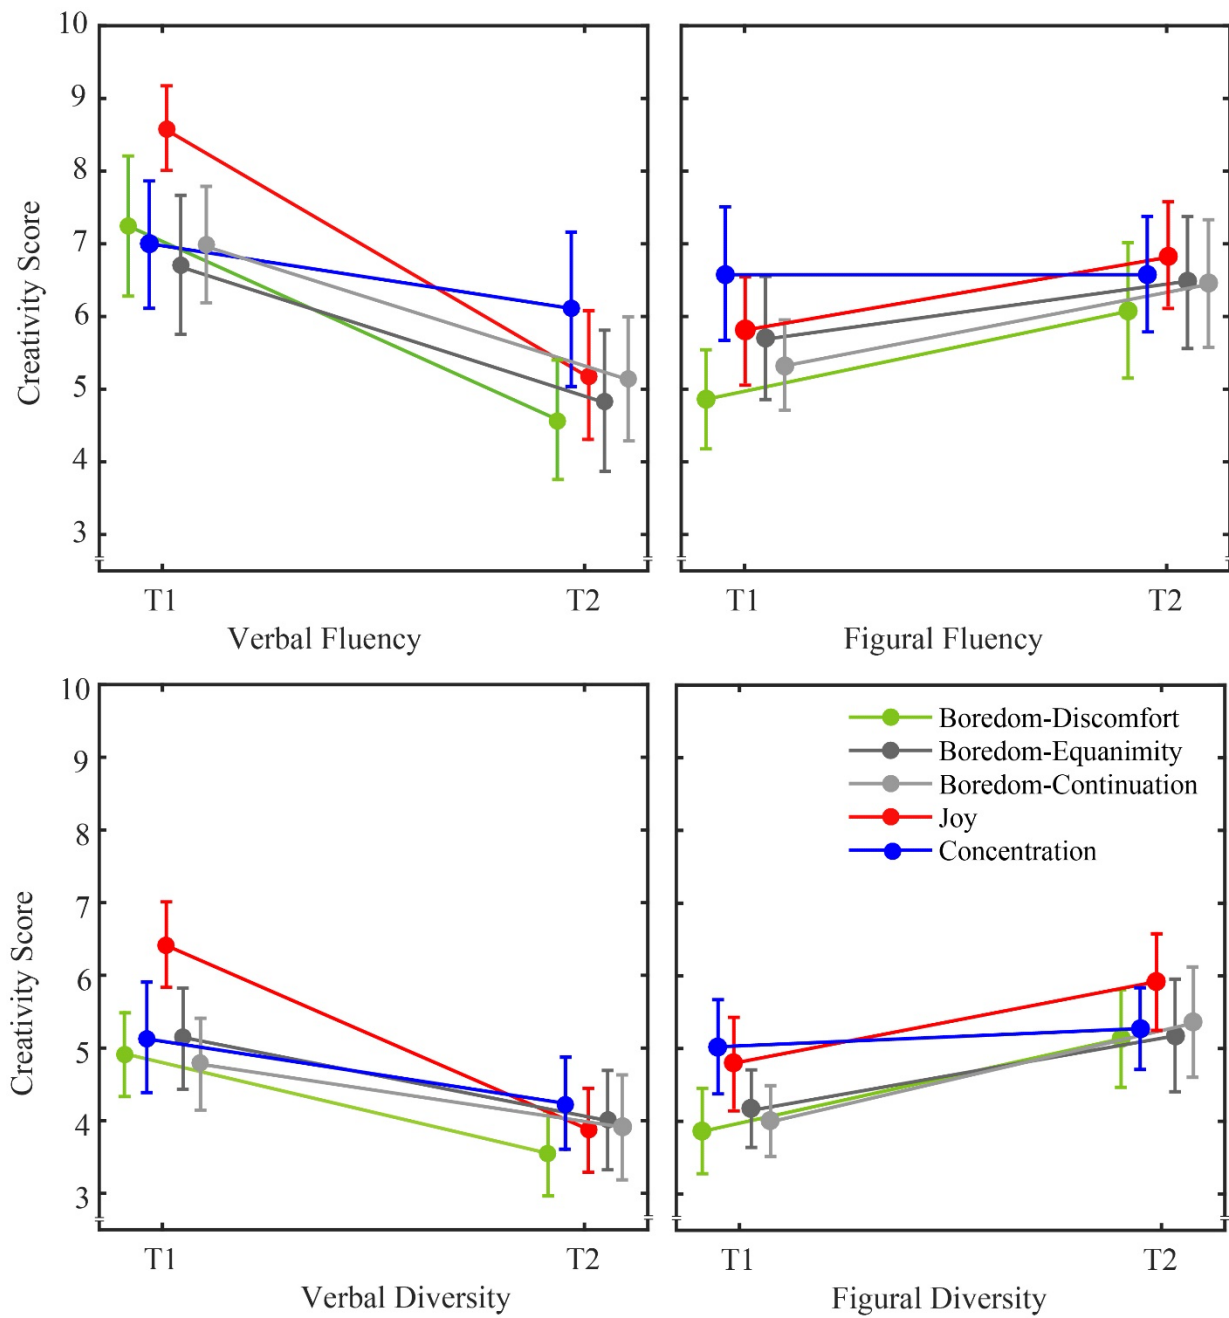 10
9
8
7
6
5
4
3
Creativity Score
T1
T2
T1
T2
Verbal Fluency
Figural Fluency
10
9
8
7
6
5
4
3
Creativity Score
Boredom-Discomfort
Boredom-Equanimity
Boredom-Continuation
Joy
Concentration
T1
T2
T1
T2
Verbal Diversity
Figural Diversity